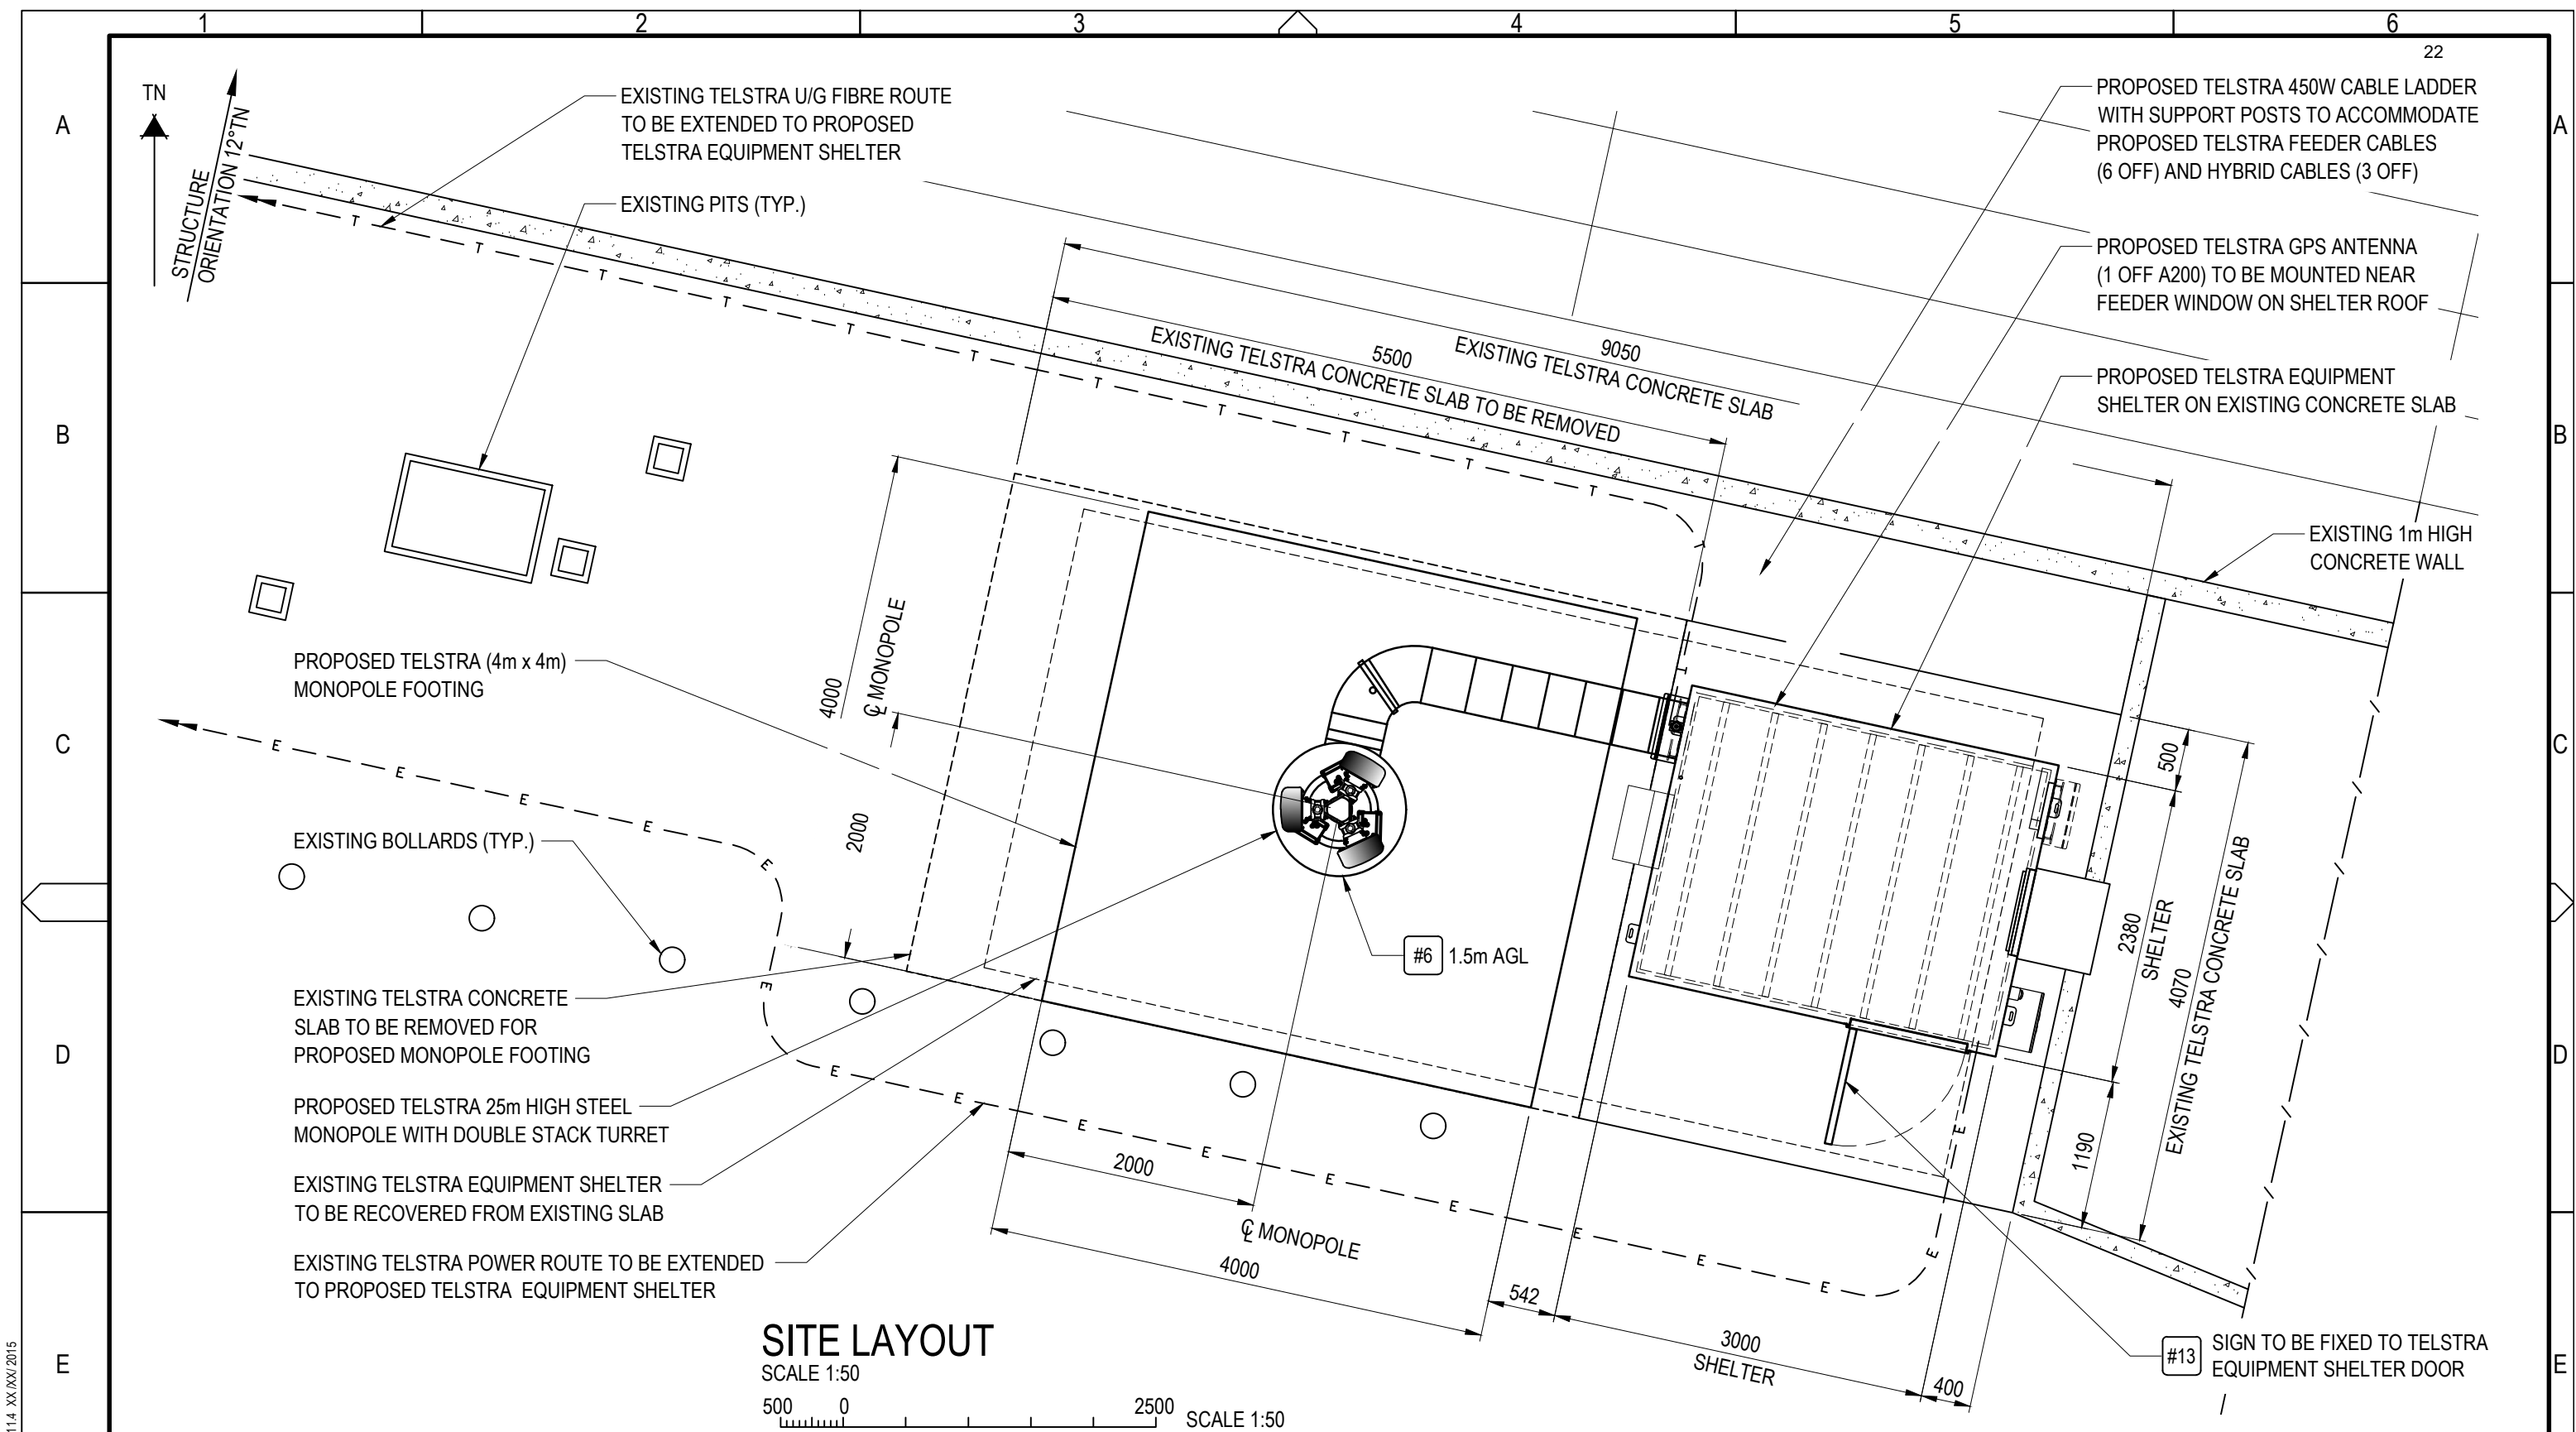 1 2 3 4 5 6
22
A
A
B
B
C
C
D
D
E
E
TN
STRUCTURE
ORIENTATION 12°TN
EXISTING TELSTRA U/G FIBRE ROUTE
TO BE EXTENDED TO PROPOSED
TELSTRA EQUIPMENT SHELTER
EXISTING PITS (TYP.)
PROPOSED TELSTRA 450W CABLE LADDER
WITH SUPPORT POSTS TO ACCOMMODATE
PROPOSED TELSTRA FEEDER CABLES
(6 OFF) AND HYBRID CABLES (3 OFF)
PROPOSED TELSTRA GPS ANTENNA
(1 OFF A200) TO BE MOUNTED NEAR
FEEDER WINDOW ON SHELTER ROOF
PROPOSED TELSTRA EQUIPMENT
SHELTER ON EXISTING CONCRETE SLAB
EXISTING 1m HIGH
CONCRETE WALL
9050
EXISTING TELSTRA CONCRETE SLAB
5500
EXISTING TELSTRA CONCRETE SLAB TO BE REMOVED
T T T T T T T T T T T T T
4000
℄ MONOPOLE
2000
PROPOSED TELSTRA (4m x 4m)
MONOPOLE FOOTING
E E E E E E E E E E E E E E E E
EXISTING BOLLARDS (TYP.)
EXISTING TELSTRA CONCRETE
SLAB TO BE REMOVED FOR
PROPOSED MONOPOLE FOOTING
PROPOSED TELSTRA 25m HIGH STEEL
MONOPOLE WITH DOUBLE STACK TURRET
EXISTING TELSTRA EQUIPMENT SHELTER
TO BE RECOVERED FROM EXISTING SLAB
EXISTING TELSTRA POWER ROUTE TO BE EXTENDED
TO PROPOSED TELSTRA EQUIPMENT SHELTER
#6 1.5m AGL
500
2380
SHELTER
4070
EXISTING TELSTRA CONCRETE SLAB
1190
2000
℄ MONOPOLE
4000
542
3000
SHELTER
400
#13 SIGN TO BE FIXED TO TELSTRA
EQUIPMENT SHELTER DOOR
SITE LAYOUT
SCALE 1:50
500 0 2500 SCALE 1:50
11.4 XX /XX/ 2015